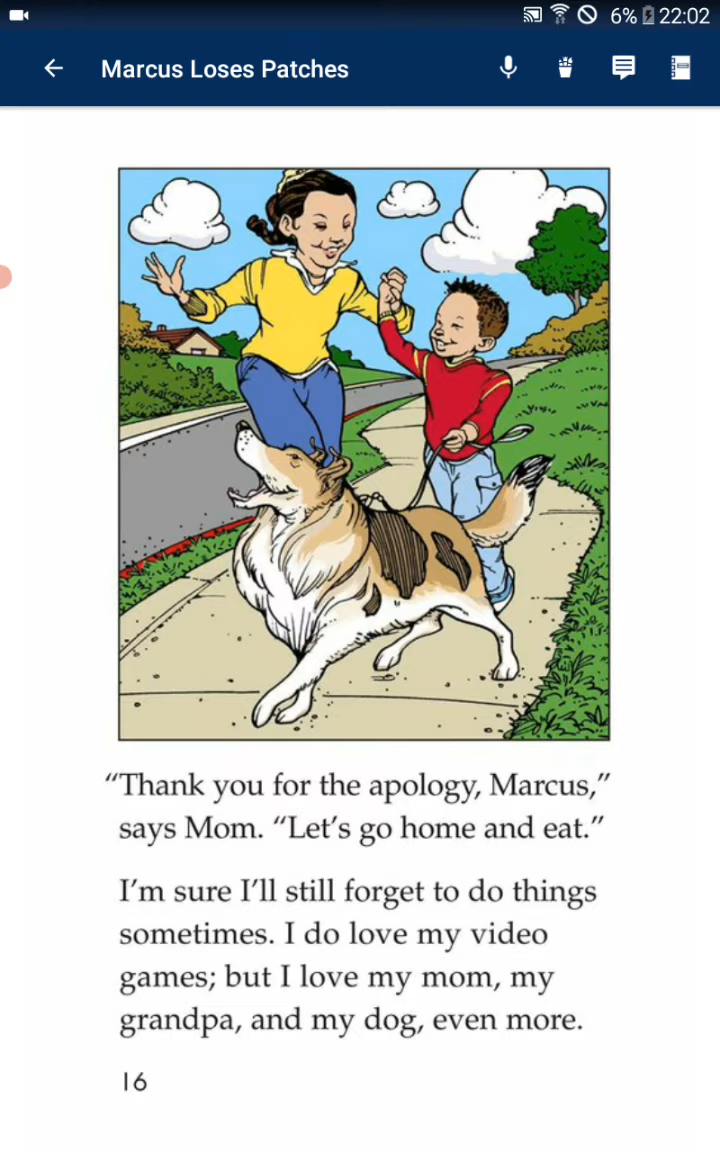 6% 22:02
Marcus Loses Patches
“Thank you for the apology, Marcus,”
says Mom. “Let’s go home and eat.”
I’m sure I’ll still forget to do things
sometimes. I do love my video
games; but I love my mom, my
grandpa, and my dog, even more.
16